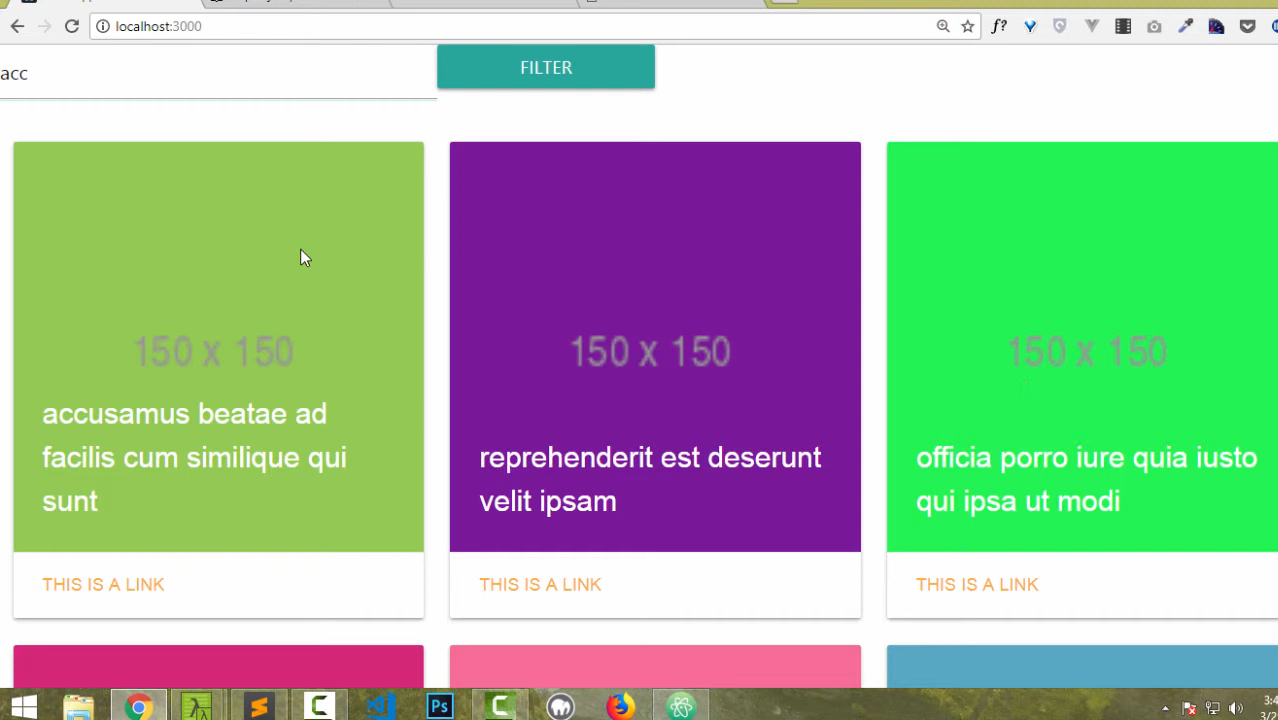 localhost:3000
f?
acc
FILTER
150 x 150
accusamus beatae ad
facilis cum similique qui
sunt
THIS IS A LINK
150 x 150
reprehenderit est deserunt
velit ipsam
THIS IS A LINK
150 x 150
officia porro iure quia iusto
qui ipsa ut modi
THIS IS A LINK
Ps